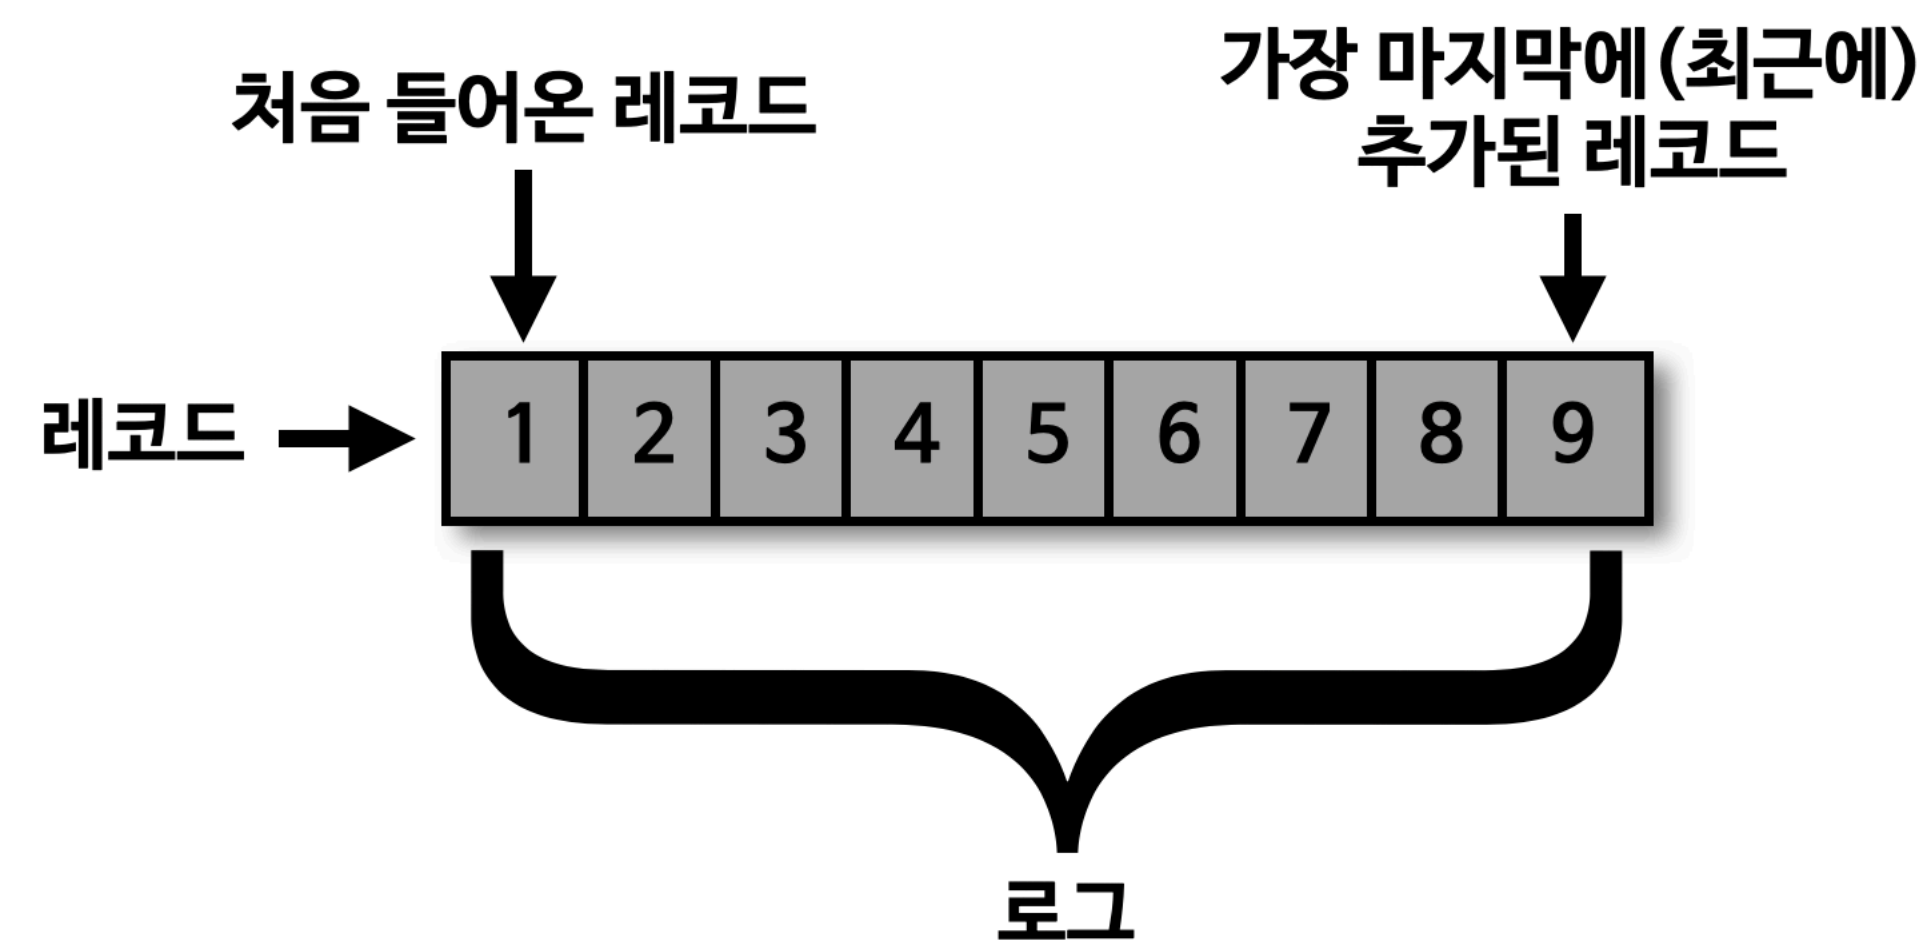 처음 들어온 레코드
가장 마지막에(최근에)
추가된 레코드
레코드
1 2 3 4 5 6 7 8 9
로그